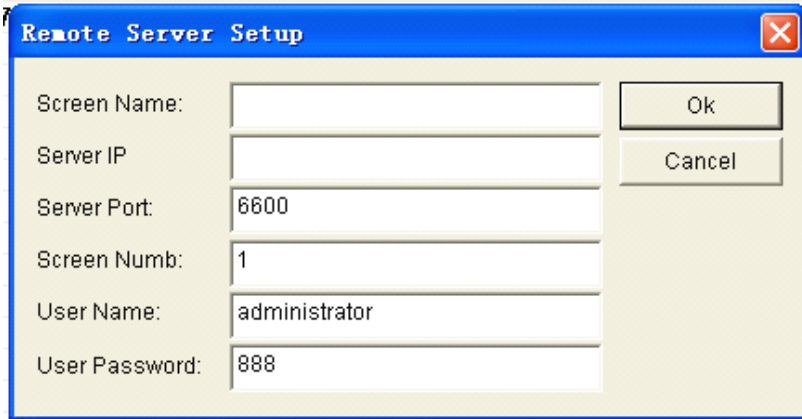 Remote Server Setup
Screen Name:
Ok
Server IP
Cancel
Server Port: 6600
Screen Numb: 1
User Name: administrator
User Password: 888